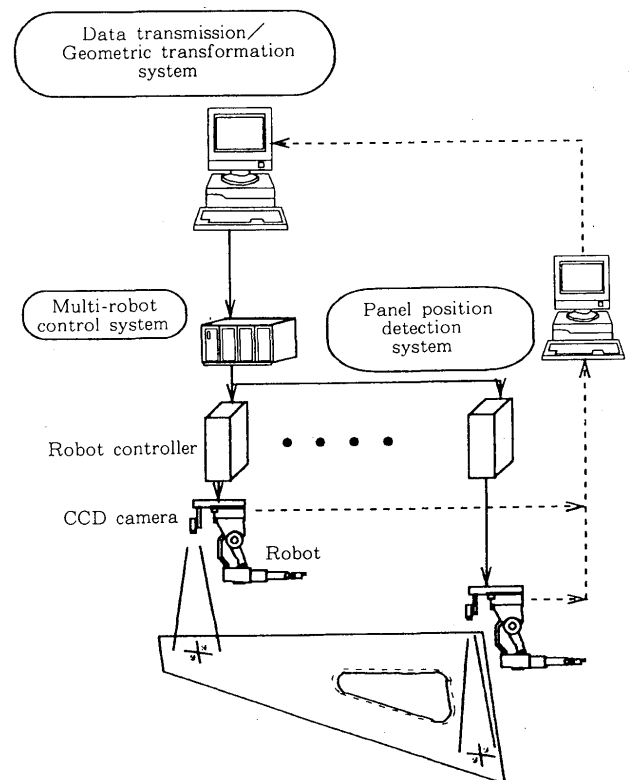 Data transmission／
Geometric transformation
system
Multi-robot
control system
Panel position
detection
system
Robot controller
CCD camera
Robot